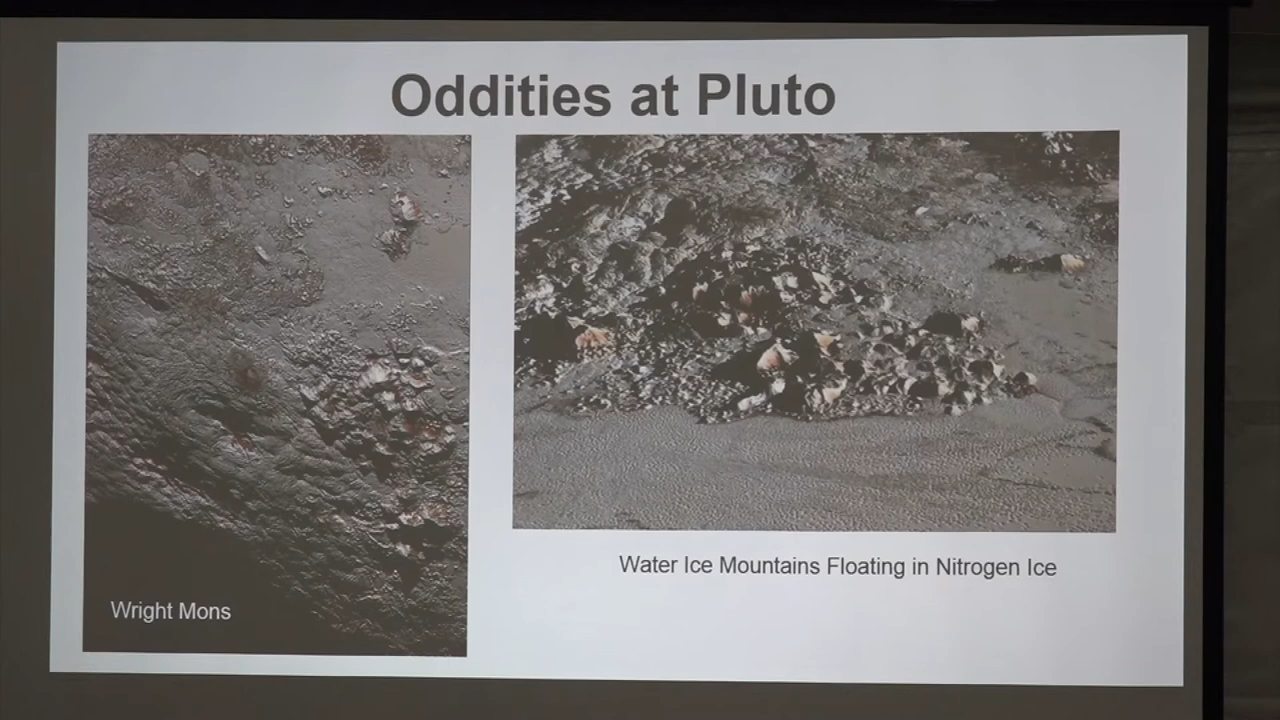 Oddities at Pluto
Wright Mons
Water Ice Mountains Floating in Nitrogen Ice